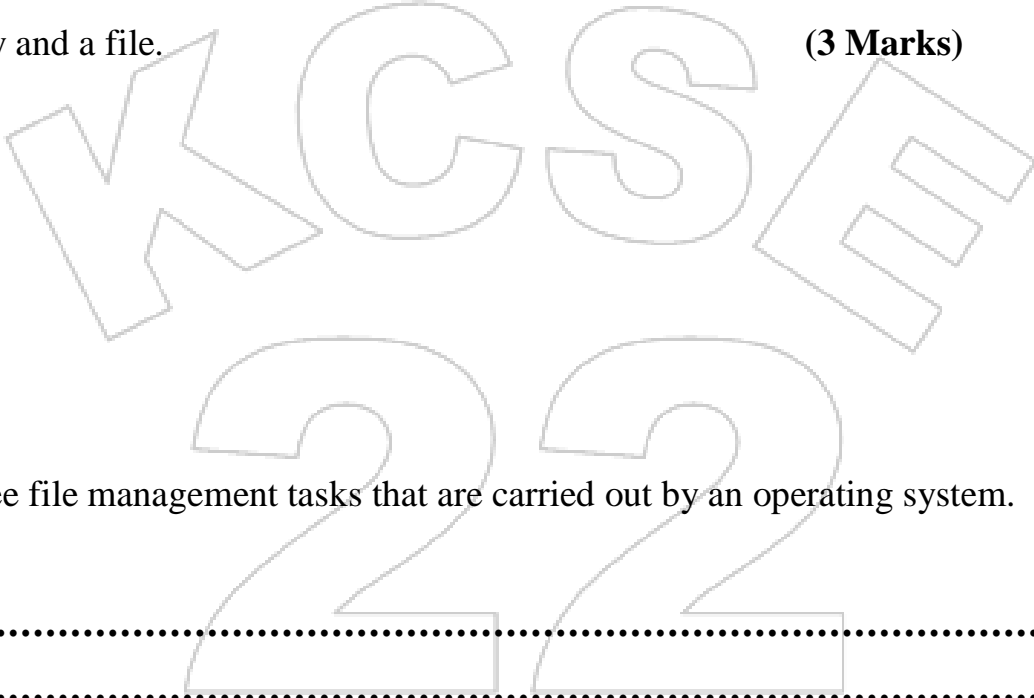 y and a file. (3 Marks)
KCSE
22
ee file management tasks that are carried out by an operating system.